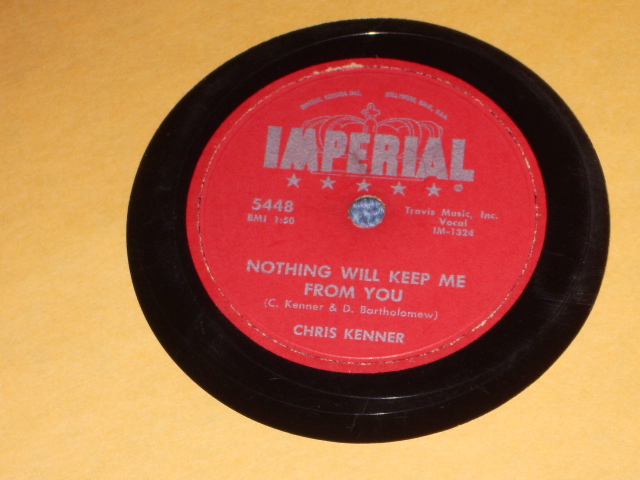 IMPERIAL
5448
BMI 1:50
Travis Music, Inc.
Vocal
IM-1324
NOTHING WILL KEEP ME
FROM YOU
(C. Kenner & D. Bartholomew)
CHRIS KENNER